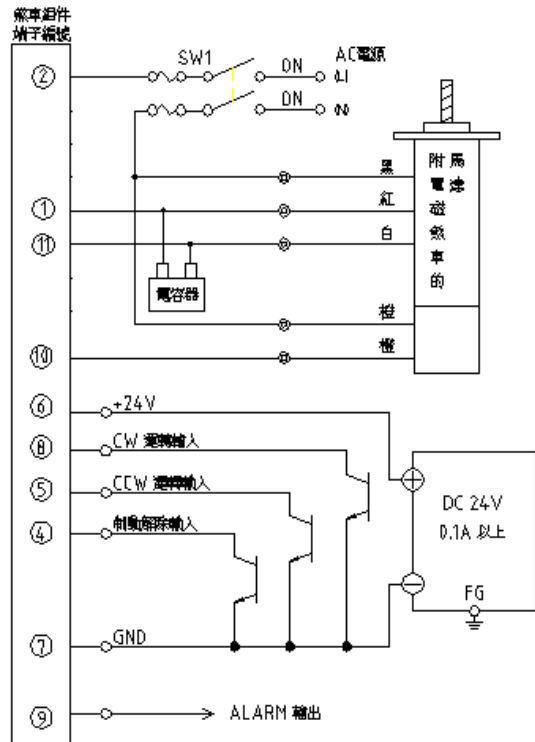 煞車組件
端子編號
② SW1 ON AC電源
(L)
ON (N)
黑
① 紅
⑪ 白
電容器
附電磁煞車的
馬達
橙
⑩ 橙
⑥ +24V
⑧ CW 運轉輸入
⑤ CCW 運轉輸入
④ 制動解除輸入
DC 24V
0.1A 以上
FG
⑦ GND
⑨ ALARM 輸出